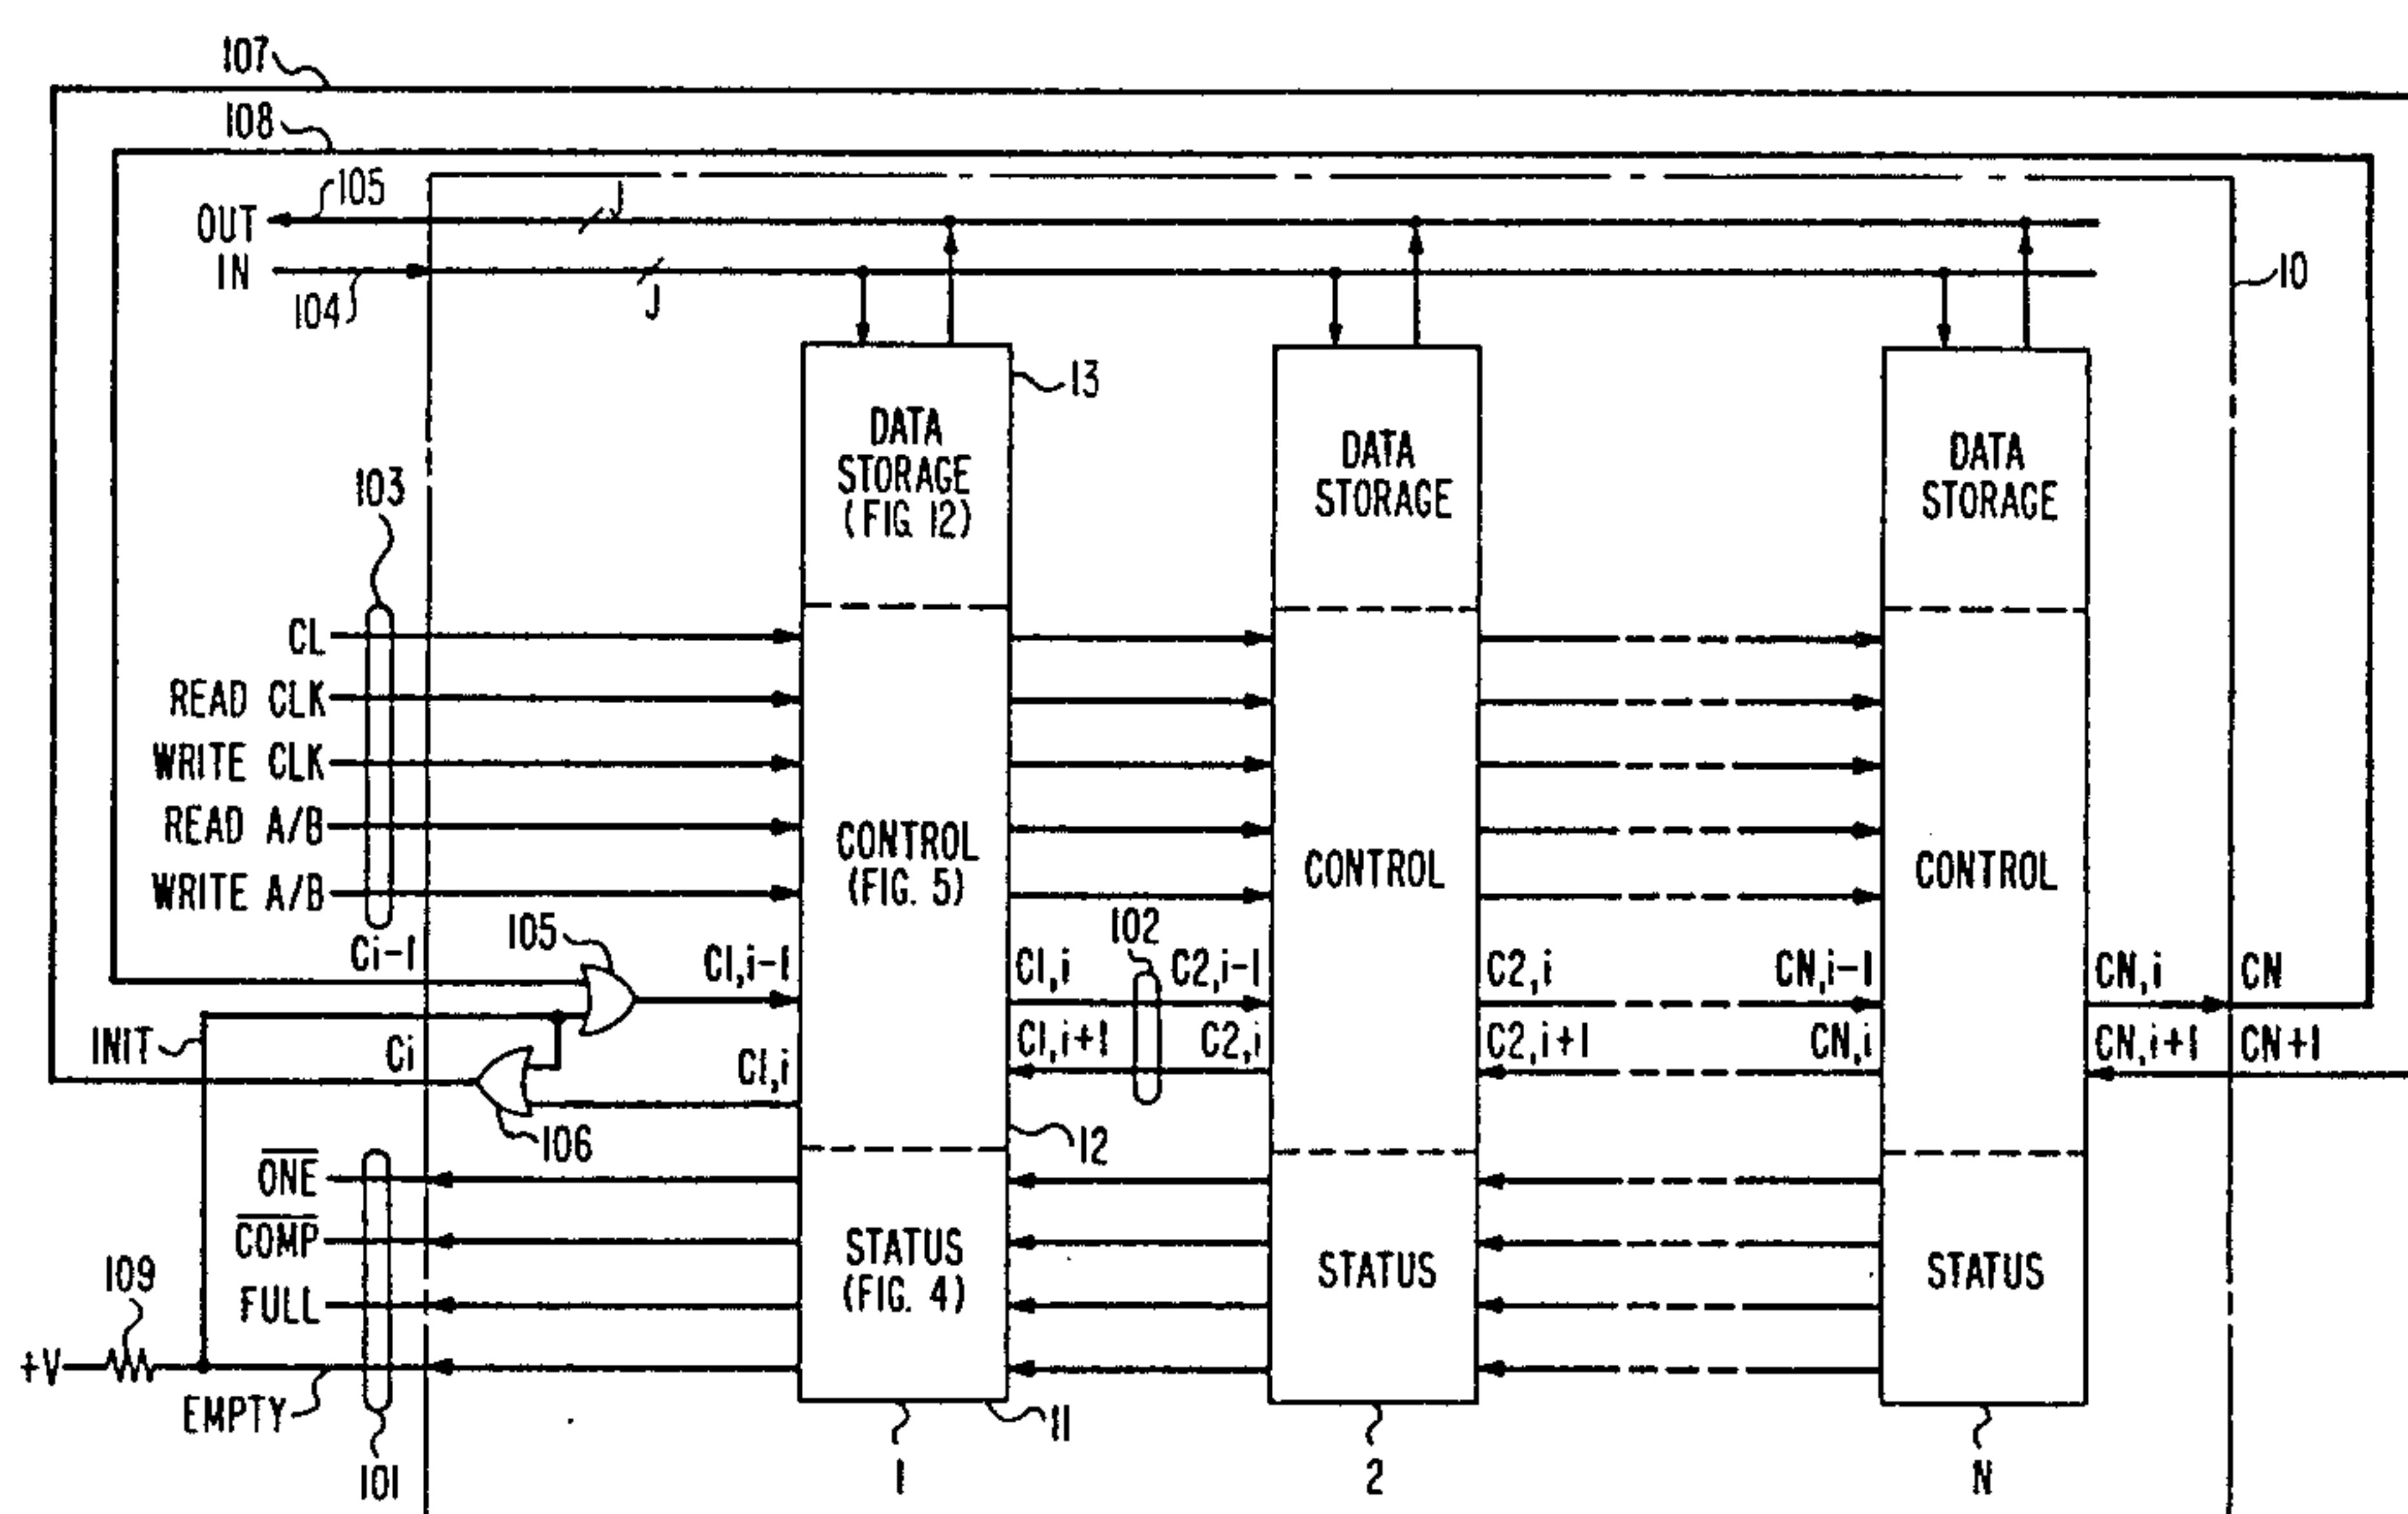 107
108
105
OUT
J
IN
104
J
10
13
DATA
STORAGE
(FIG. 12)
DATA
STORAGE
DATA
STORAGE
103
CL
READ CLK
WRITE CLK
READ A/B
WRITE A/B
CONTROL
(FIG. 5)
CONTROL
CONTROL
Ci-1
105
C1,i-1
C1,i
102
C2,i-1
C2,i
CN,i-1
CN,i
CN
INIT
Ci
C1,i
C1,i+1
C2,i
C2,i+1
CN,i
CN,i+1
CN+1
106
12
ONE
COMP
FULL
109
+V
EMPTY
101
STATUS
(FIG. 4)
STATUS
STATUS
11
1
2
N